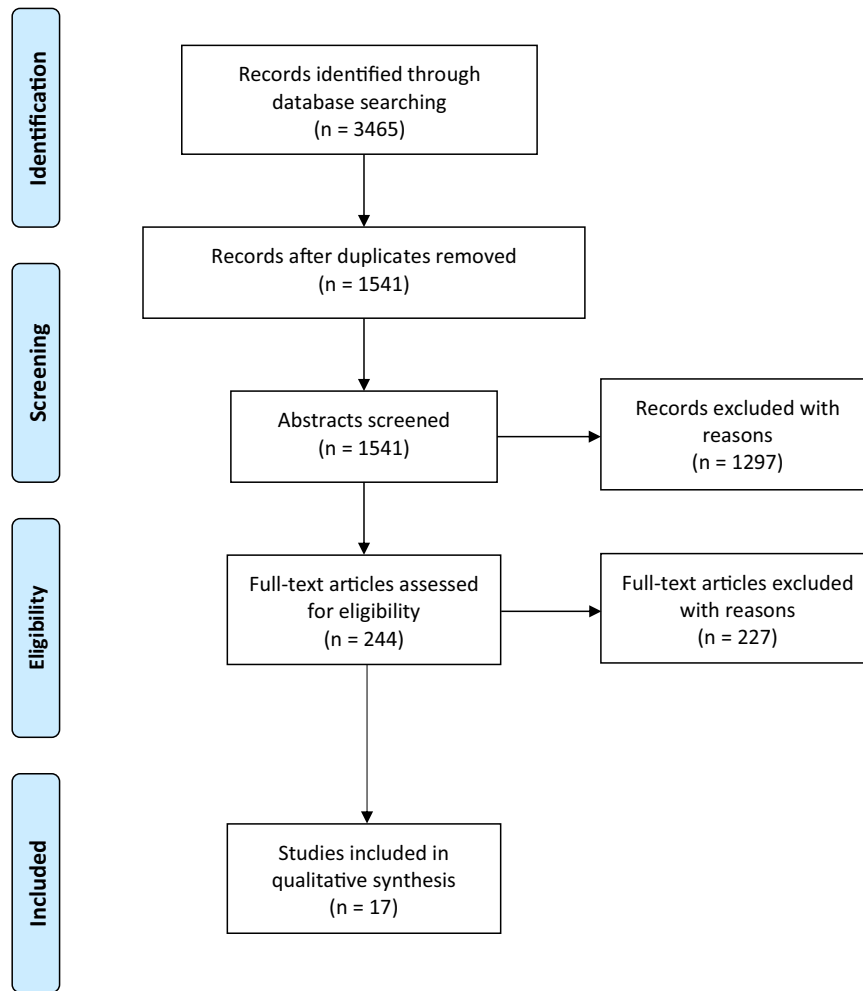 Identification
Records identified through
database searching
(n = 3465)
Records after duplicates removed
(n = 1541)
Screening
Abstracts screened
(n = 1541)
Records excluded with
reasons
(n = 1297)
Eligibility
Full-text articles assessed
for eligibility
(n = 244)
Full-text articles excluded
with reasons
(n = 227)
Included
Studies included in
qualitative synthesis
(n = 17)